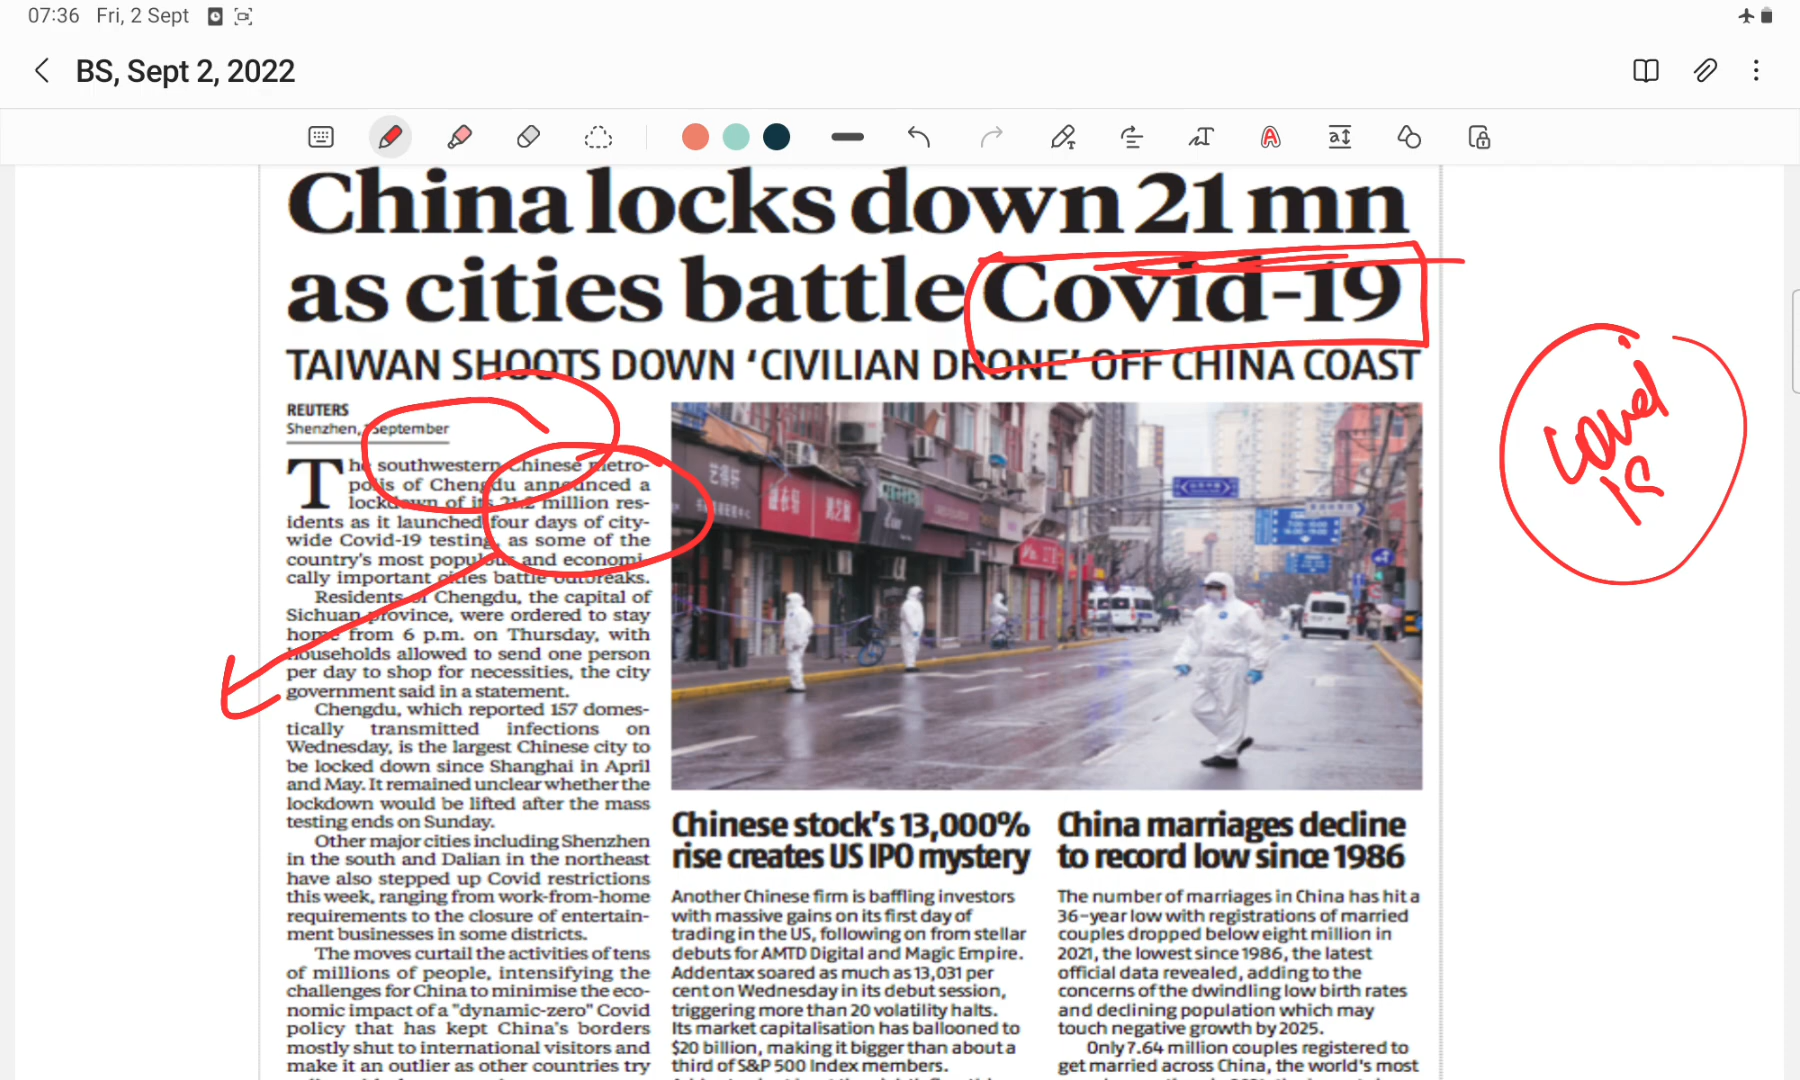 07:36 Fri, 2 Sept
BS, Sept 2, 2022
China locks down 21 mn
as cities battle Covid-19
TAIWAN SHOOTS DOWN ‘CIVILIAN DRONE’ OFF CHINA COAST
REUTERS
Shenzhen, 1 September
The southwestern Chinese metro-
polis of Chengdu announced a
lockdown of its 21.2 million res-
idents as it launched four days of city-
wide Covid-19 testing, as some of the
country's most populous and economi-
cally important cities battle outbreaks.
Residents of Chengdu, the capital of
Sichuan province, were ordered to stay
home from 6 p.m. on Thursday, with
households allowed to send one person
per day to shop for necessities, the city
government said in a statement.
Chengdu, which reported 157 domes-
tically transmitted infections on
Wednesday, is the largest Chinese city to
be locked down since Shanghai in April
and May. It remained unclear whether the
lockdown would be lifted after the mass
testing ends on Sunday.
Other major cities including Shenzhen
in the south and Dalian in the northeast
have also stepped up Covid restrictions
this week, ranging from work-from-home
requirements to the closure of entertain-
ment businesses in some districts.
The moves curtail the activities of tens
of millions of people, intensifying the
challenges for China to minimise the eco-
nomic impact of a "dynamic-zero" Covid
policy that has kept China's borders
mostly shut to international visitors and
make it an outlier as other countries try
Chinese stock's 13,000%
rise creates US IPO mystery
Another Chinese firm is baffling investors
with massive gains on its first day of
trading in the US, following on from stellar
debuts for AMTD Digital and Magic Empire.
Addentax soared as much as 13,031 per
cent on Wednesday in its debut session,
triggering more than 20 volatility halts.
Its market capitalisation has ballooned to
$20 billion, making it bigger than about a
third of S&P 500 Index members.
China marriages decline
to record low since 1986
The number of marriages in China has hit a
36-year low with registrations of married
couples dropped below eight million in
2021, the lowest since 1986, the latest
official data revealed, adding to the
concerns of the dwindling low birth rates
and declining population which may
touch negative growth by 2025.
Only 7.64 million couples registered to
get married across China, the world's most
Covid